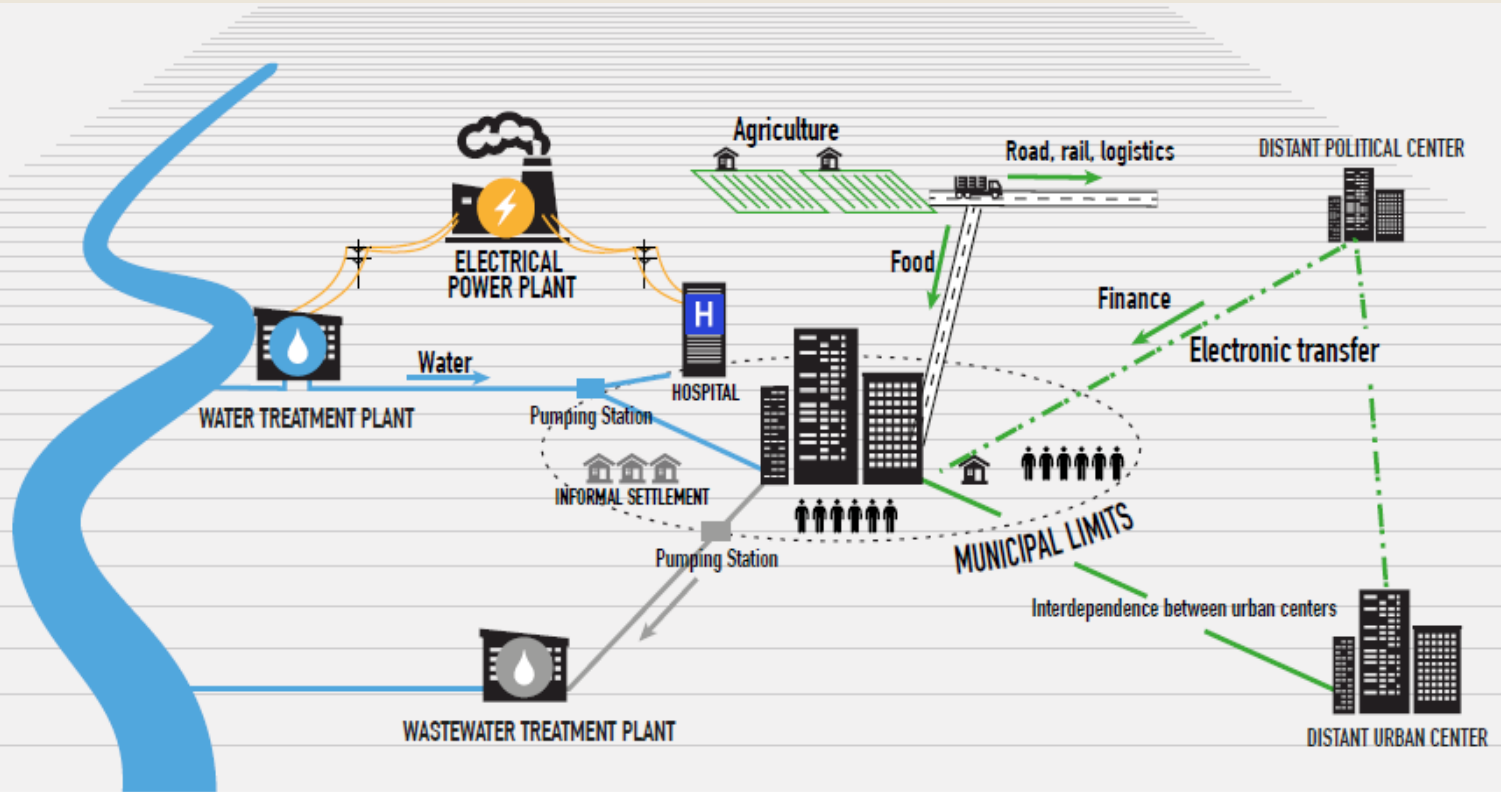 Agriculture
Road, rail, logistics
DISTANT POLITICAL CENTER
ELECTRICAL
POWER PLANT
Food
Finance
H
Electronic transfer
Water
HOSPITAL
WATER TREATMENT PLANT
Pumping Station
INFORMAL SETTLEMENT
MUNICIPAL LIMITS
Pumping Station
Interdependence between urban centers
WASTEWATER TREATMENT PLANT
DISTANT URBAN CENTER